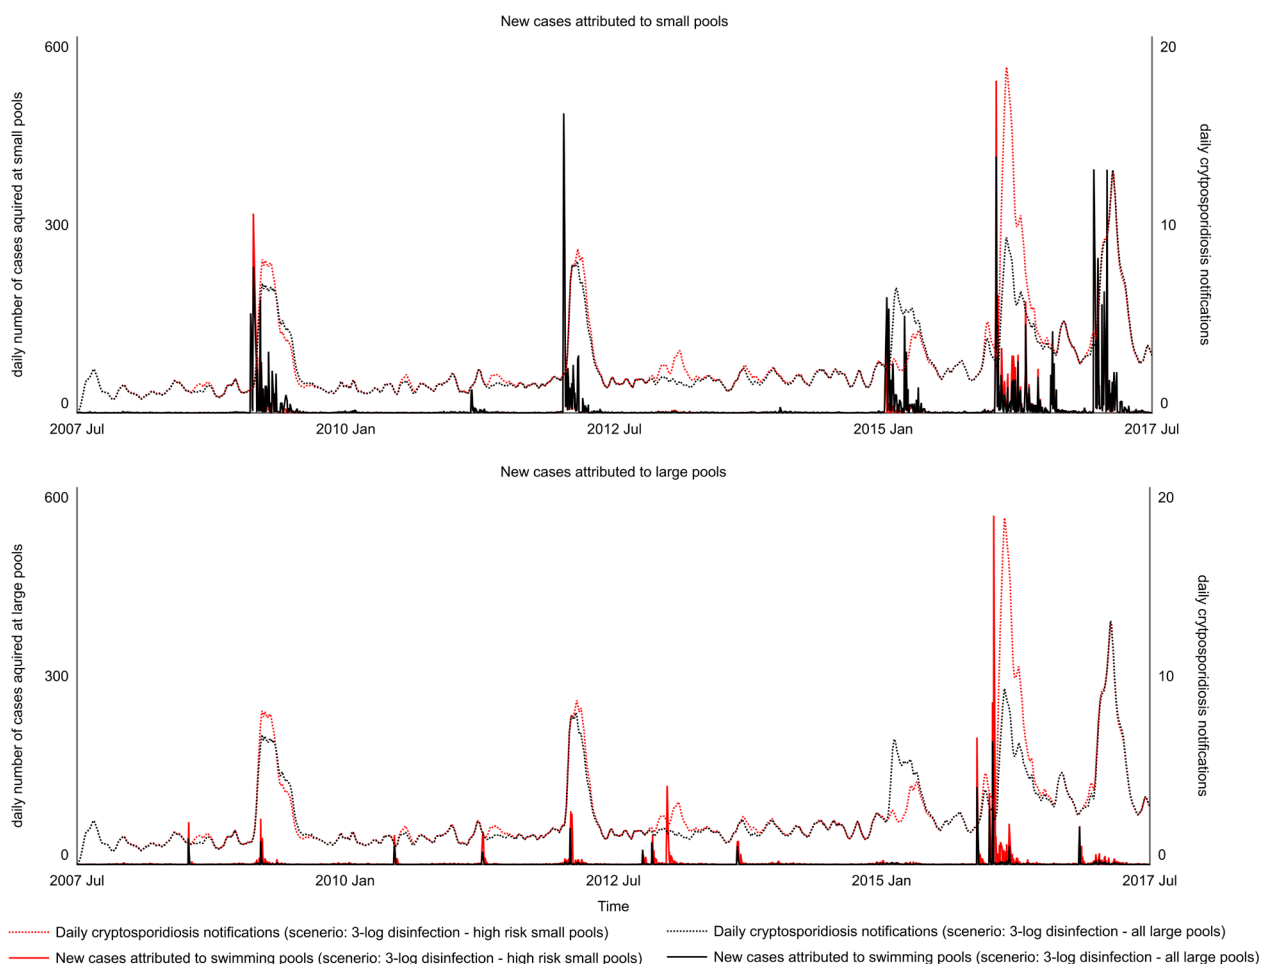 New cases attributed to small pools
600
300
0
20
10
0
daily number of cases aquired at small pools
daily crytposporidiosis notifications
2007 Jul
2010 Jan
2012 Jul
2015 Jan
2017 Jul
New cases attributed to large pools
600
300
0
20
10
0
daily number of cases aquired at large pools
daily crytposporidiosis notifications
2007 Jul
2010 Jan
2012 Jul
2015 Jan
2017 Jul
Time
Daily cryptosporidiosis notifications (scenerio: 3-log disinfection - high risk small pools)
Daily cryptosporidiosis notifications (scenerio: 3-log disinfection - all large pools)
New cases attributed to swimming pools (scenerio: 3-log disinfection - high risk small pools)
New cases attributed to swimming pools (scenerio: 3-log disinfection - all large pools)